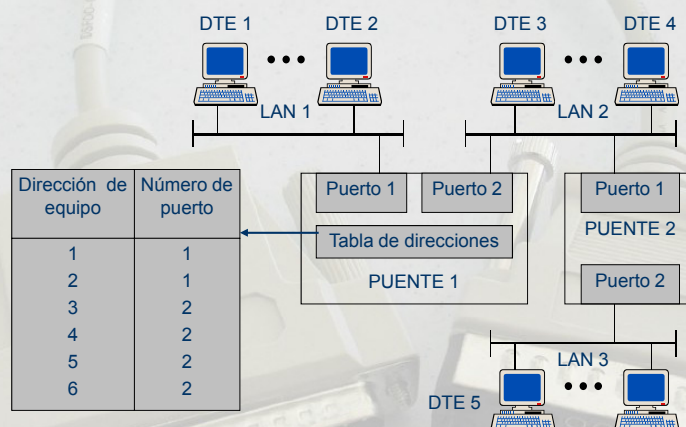 DTE 1 DTE 2 DTE 3 DTE 4
LAN 1 LAN 2
Dirección de equipo Número de puerto
1 1
2 1
3 2
4 2
5 2
6 2
Puerto 1 Puerto 2
Tabla de direcciones
PUENTE 1
Puerto 1
PUENTE 2
Puerto 2
LAN 3
DTE 5